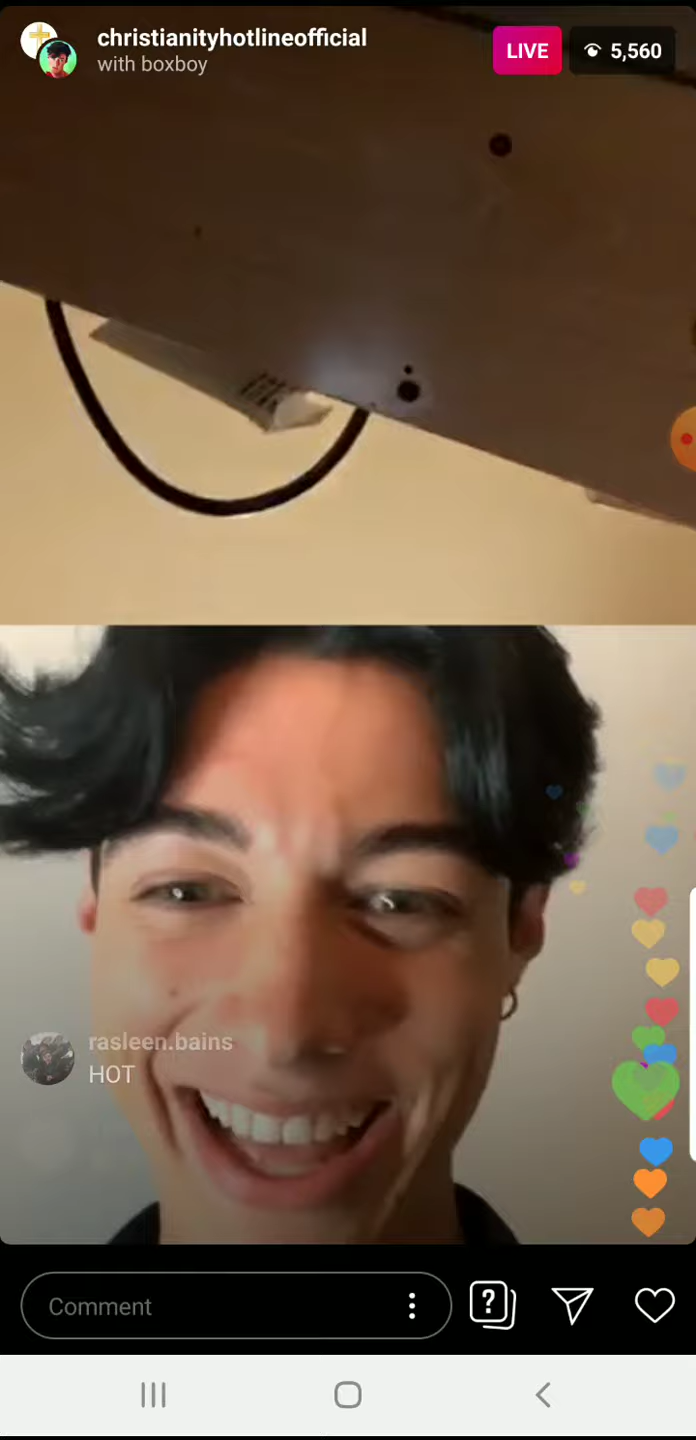 christianityhotlineofficial
with boxboy
LIVE
5,560
rasleen.bains
HOT
Comment
?